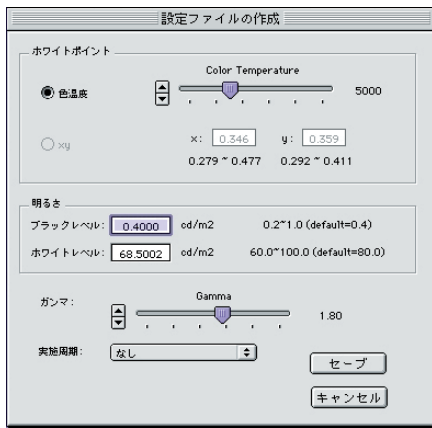 設定ファイルの作成
ホワイトポイント
Color Temperature
色温度 5000
xy x: 0.346 y: 0.359
0.279 ~ 0.477 0.292 ~ 0.411
明るさ
ブラックレベル: 0.4000 cd/m2 0.2~1.0 (default=0.4)
ホワイトレベル: 68.5002 cd/m2 60.0~100.0 (default=80.0)
ガンマ: Gamma
1.80
実施周期: なし
セーブ
キャンセル